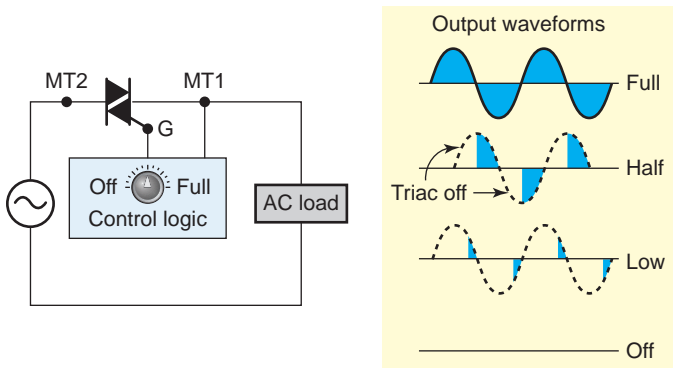 MT2
MT1
G
Off Full
Control logic
AC load
Output waveforms
Full
Half
Triac off
Low
Off